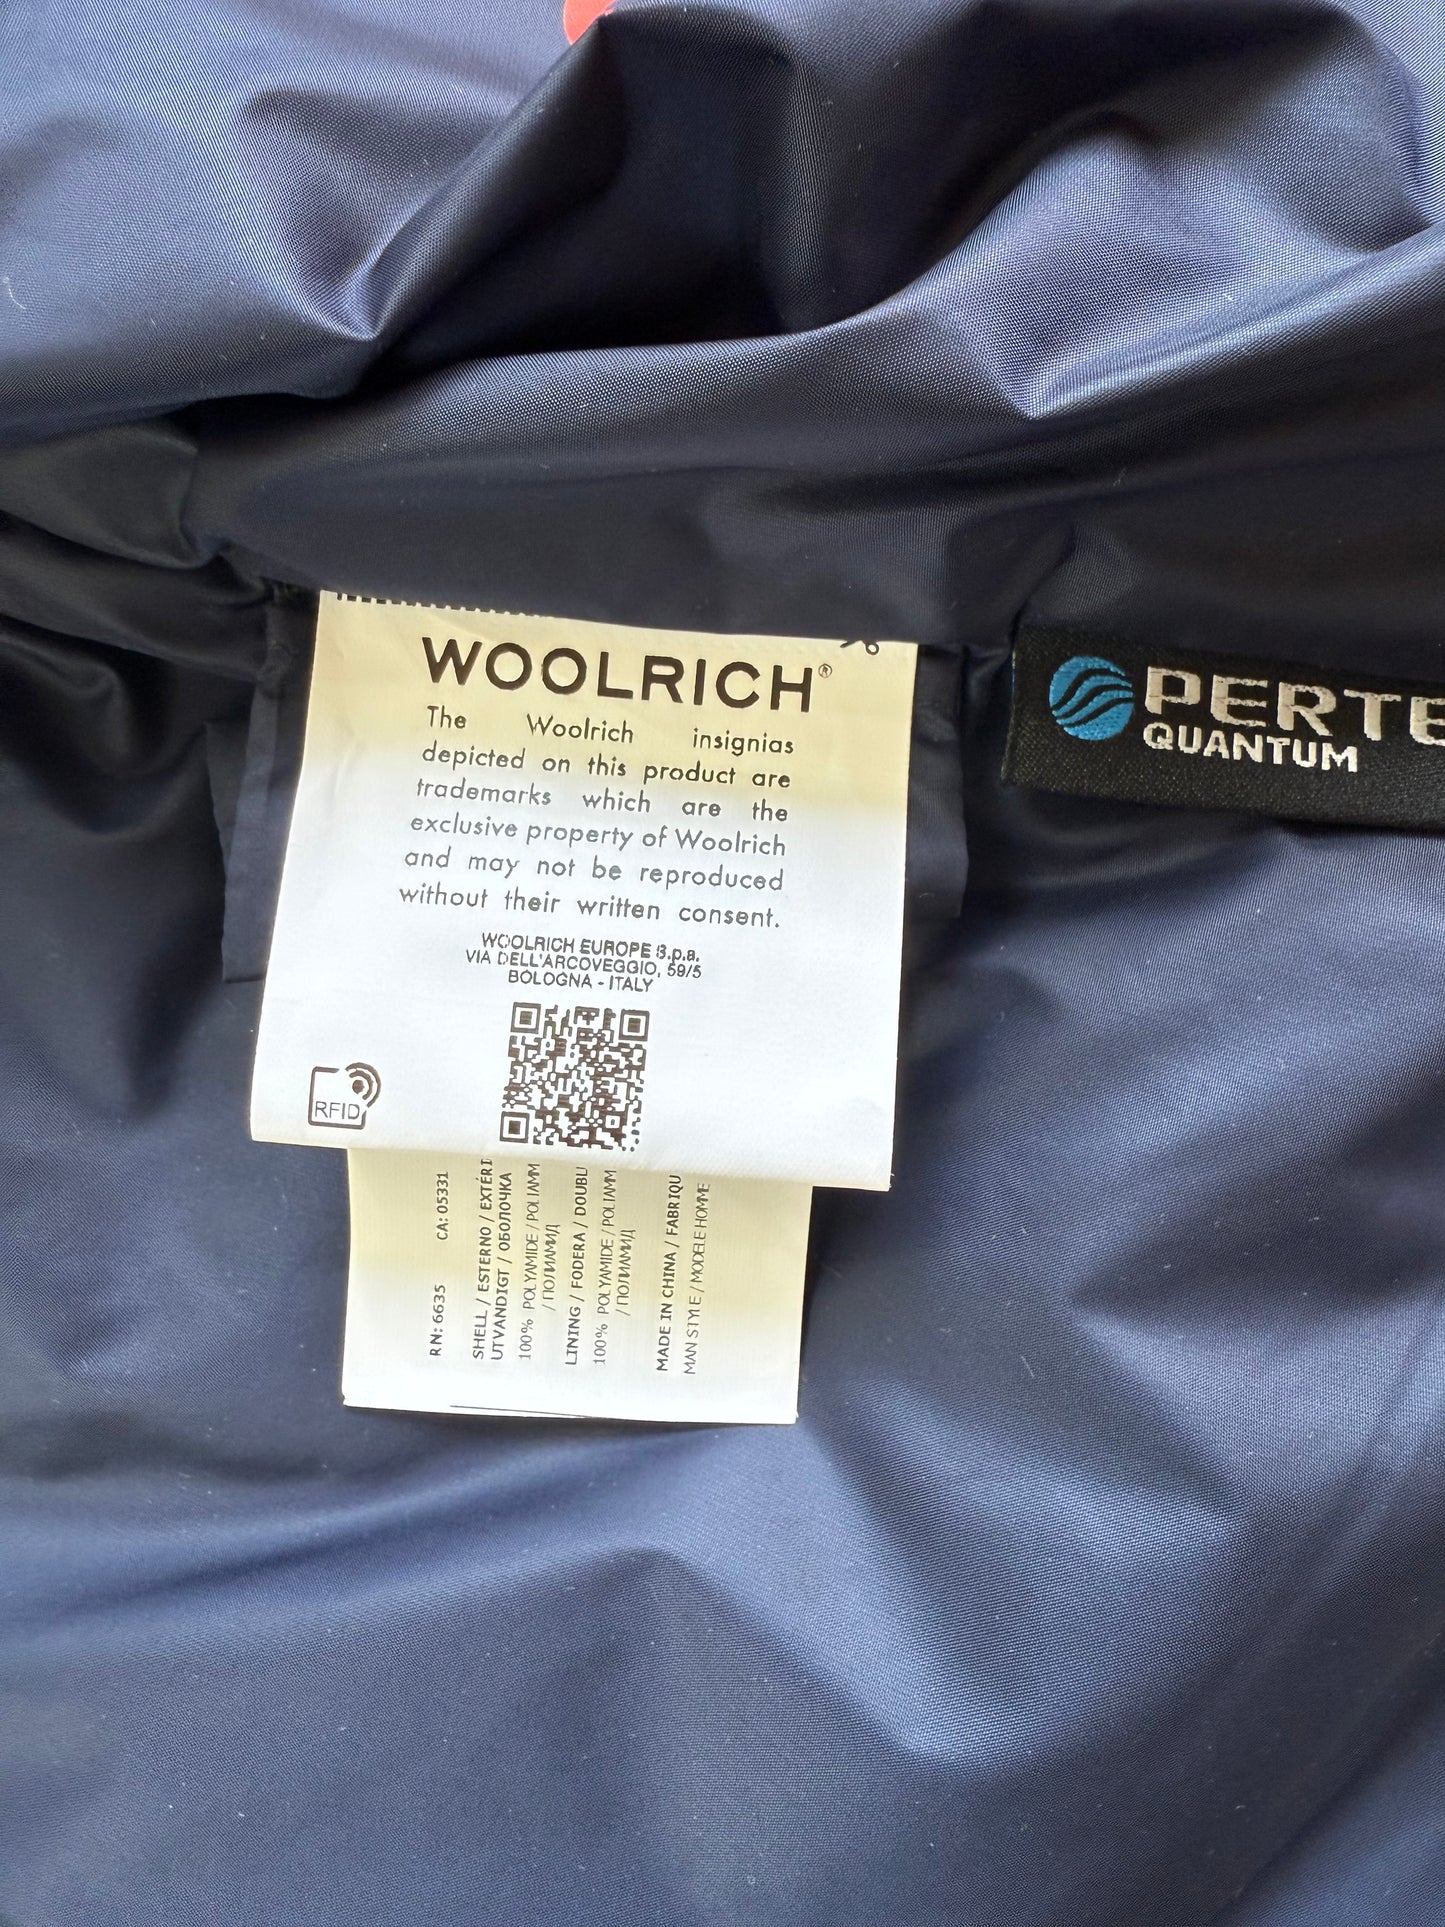 WOOLRICH®
The Woolrich insignias
depicted on this product are
trademarks which are the
exclusive property of Woolrich
and may not be reproduced
without their written consent.
WOOLRICH EUROPE S.p.a.
VIA DELL'ARCOVEGGIO, 59/5
BOLOGNA - ITALY
RFID
PERTE
QUANTUM
RN: 6635 CA: 05331
SHELL / ESTERNO / EXTÉRI
UTVANDIGT / ОБОЛОЧКА
100% POLYAMIDE / POLIAMM
/ ПОЛИАМИД
LINING / FODERA / DOUBL
100% POLYAMIDE / POLIAMM
/ ПОЛИАМИД
MADE IN CHINA / FABRIQU
MAN STYLE / MODELE HOMME